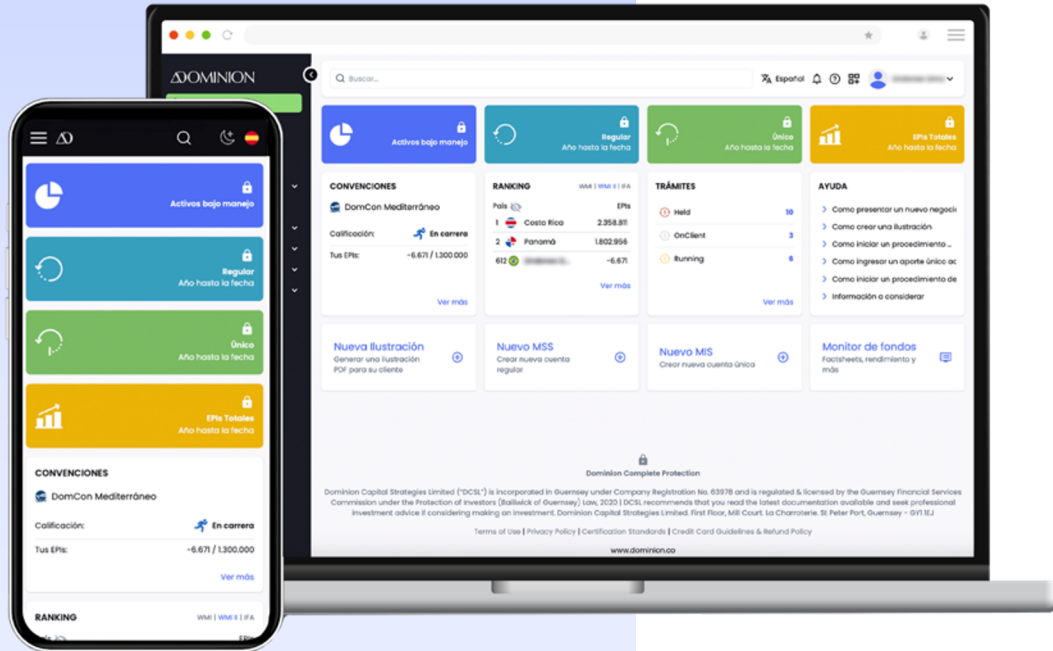 DOMINION
Buscar...
Español
Activos bajo manejo
Regular
Año hasta la fecha
Único
Año hasta la fecha
EPIs Totales
Año hasta la fecha
CONVENCIONES
DomCon Mediterráneo
Calificación:
En carrera
Tus EPIs:
-6.671 / 1.300.000
Ver más
RANKING
WMI | WMI II | IFA
País
EPIs
1 Costa Rica 2.358.811
2 Panamá 1.802.956
612 -6.671
Ver más
TRÁMITES
Held 10
OnClient 3
Running 6
Ver más
AYUDA
Como presentar un nuevo negoci
Como crear una ilustración
Como iniciar un procedimiento ...
Como ingresar un aporte único ad
Como iniciar un procedimiento de
Información a considerar
Nueva Ilustración
Generar una ilustración
PDF para su cliente
Nuevo MSS
Crear nueva cuenta
regular
Nuevo MIS
Crear nueva cuenta única
Monitor de fondos
Factsheets, rendimiento y
más
Dominion Complete Protection
Dominion Capital Strategies Limited ("DCSL") is incorporated in Guernsey under Company Registration No. 63978 and is regulated & licensed by the Guernsey Financial Services
Commission under the Protection of Investors (Bailiwick of Guernsey) Law, 2020 | DCSL recommends that you read the latest documentation available and seek professional
investment advice if considering making an investment. Dominion Capital Strategies Limited. First Floor, Mill Court, La Charroterie. St Peter Port, Guernsey - GY1 1EJ
Terms of Use | Privacy Policy | Certification Standards | Credit Card Guidelines & Refund Policy
www.dominion.co
Activos bajo manejo
Regular
Año hasta la fecha
Único
Año hasta la fecha
EPIs Totales
Año hasta la fecha
CONVENCIONES
DomCon Mediterráneo
Calificación:
En carrera
Tus EPIs:
-6.671 / 1.300.000
Ver más
RANKING
WMI | WMI II | IFA